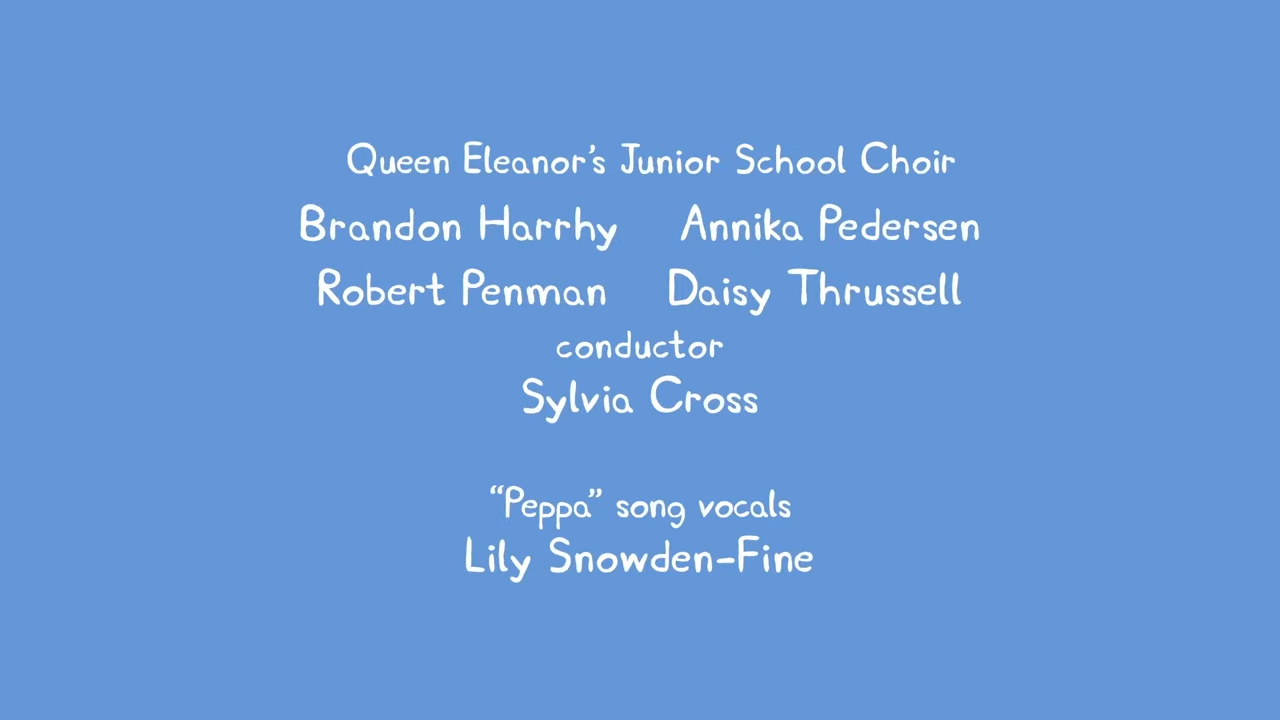 Queen Eleanor's Junior School Choir
Brandon Harrhy Annika Pedersen
Robert Penman Daisy Thrussell
conductor
Sylvia Cross
“Peppa” song vocals
Lily Snowden-Fine